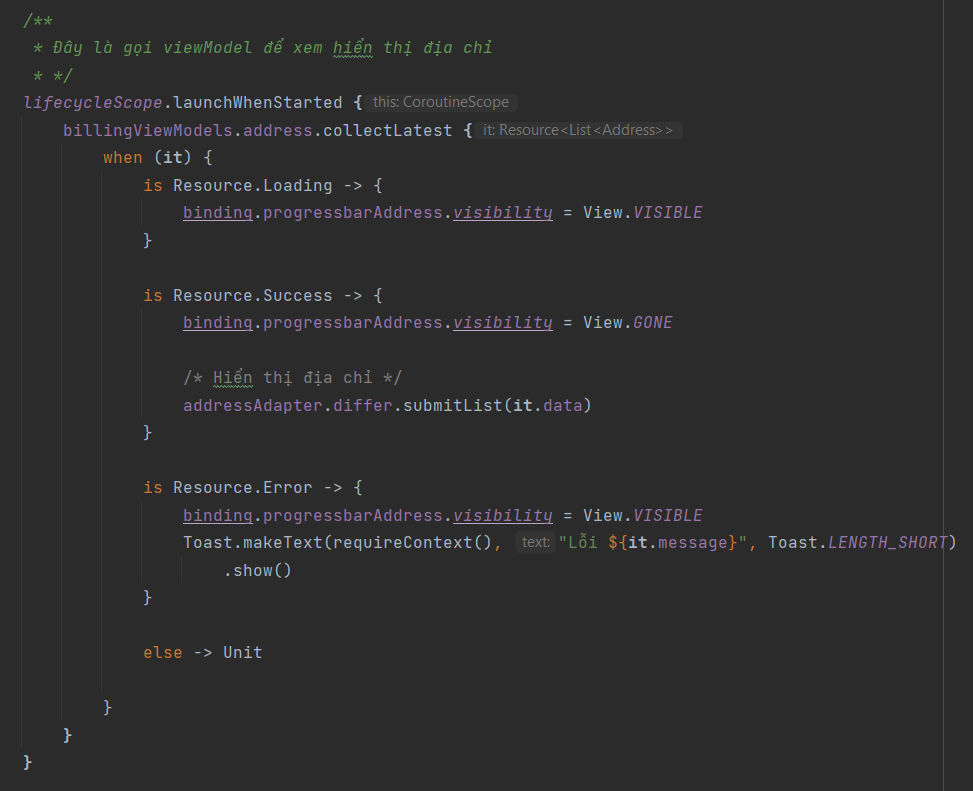 /**
 * Đây là gọi viewModel để xem hiển thị địa chỉ
 * */
lifecycleScope.launchWhenStarted { this: CoroutineScope
    billingViewModels.address.collectLatest { it: Resource<List<Address>>
        when (it) {
            is Resource.Loading -> {
                binding.progressbarAddress.visibility = View.VISIBLE
            }
            is Resource.Success -> {
                binding.progressbarAddress.visibility = View.GONE
                /* Hiển thị địa chỉ */
                addressAdapter.differ.submitList(it.data)
            }
            is Resource.Error -> {
                binding.progressbarAddress.visibility = View.VISIBLE
                Toast.makeText(requireContext(), text: "Lỗi ${it.message}", Toast.LENGTH_SHORT)
                    .show()
            }
            else -> Unit
        }
    }
}